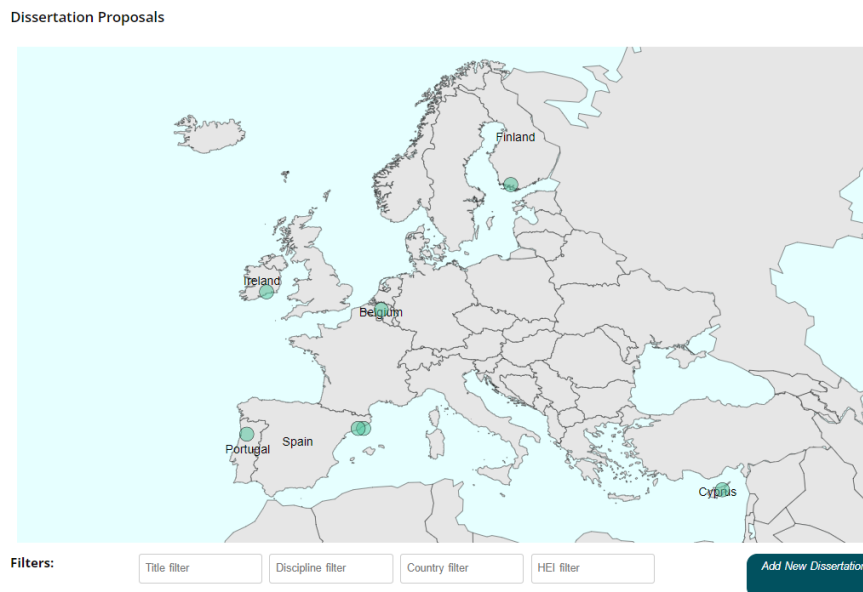 Dissertation Proposals
Finland
Ireland
Belgium
Portugal
Spain
Cyprus
Filters:
Title filter
Discipline filter
Country filter
HEI filter
Add New Dissertation